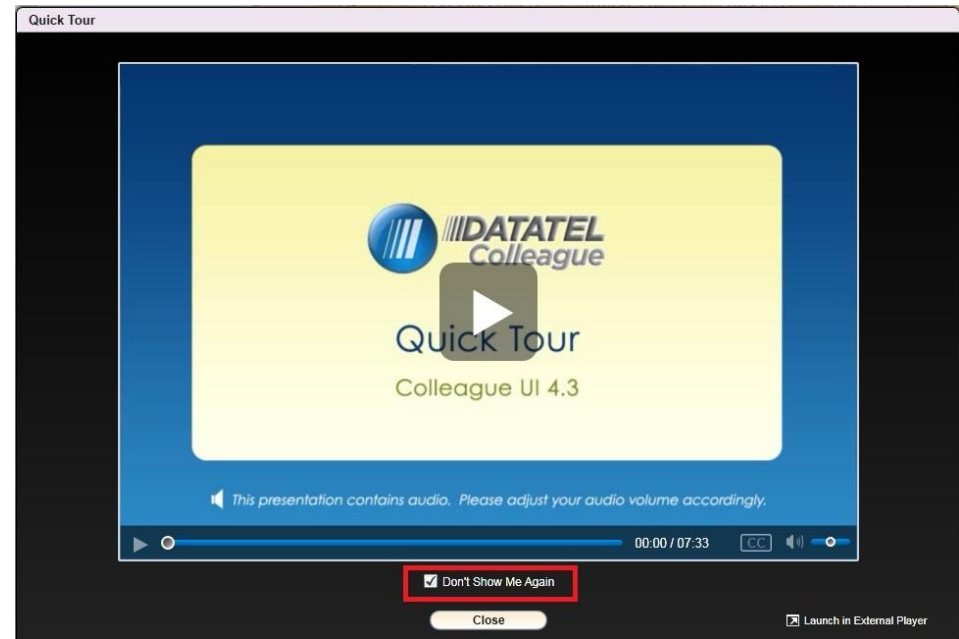 Quick Tour
DATATEL
Colleague
Quick Tour
Colleague UI 4.3
This presentation contains audio. Please adjust your audio volume accordingly.
00:00 / 07:33 CC
Don't Show Me Again
Close
Launch in External Player